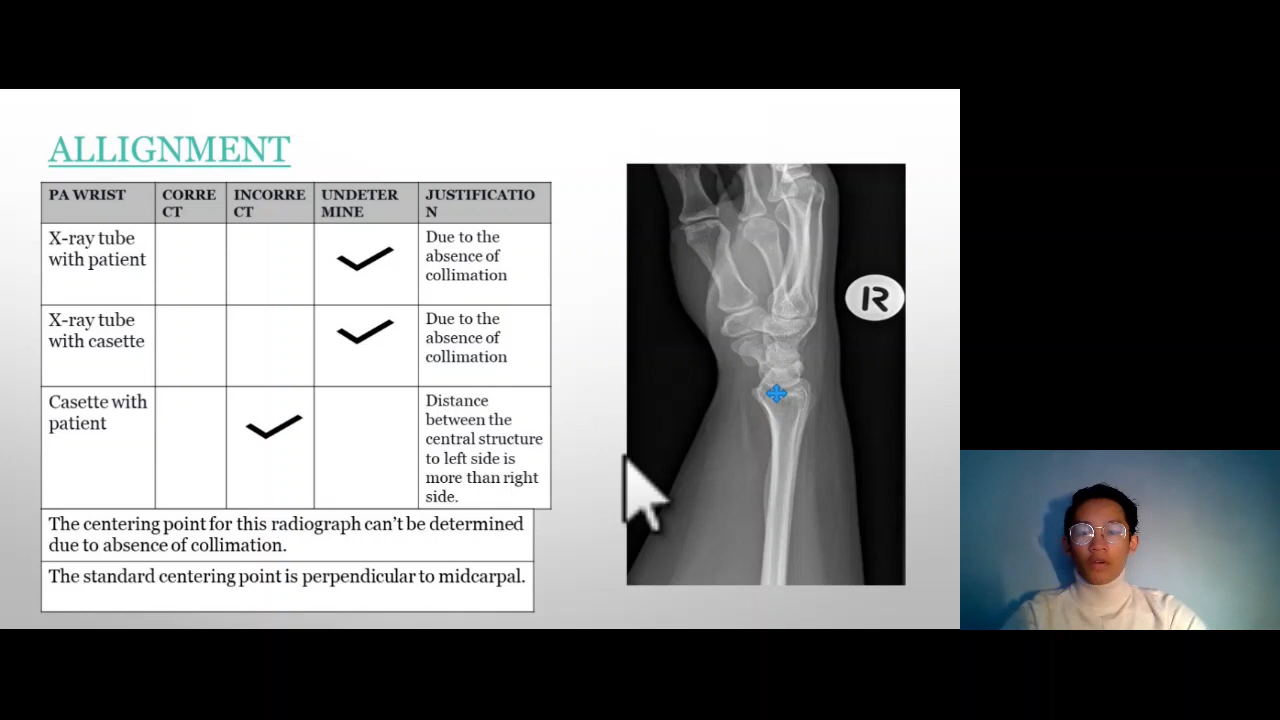 ALLIGNMENT
PA WRIST
CORRE
CT
INCORRE
CT
UNDETER
MINE
JUSTIFICATIO
N
X-ray tube
with patient
Due to the
absence of
collimation
X-ray tube
with casette
Due to the
absence of
collimation
Casette with
patient
Distance
between the
central structure
to left side is
more than right
side.
The centering point for this radiograph can't be determined
due to absence of collimation.
The standard centering point is perpendicular to midcarpal.
R